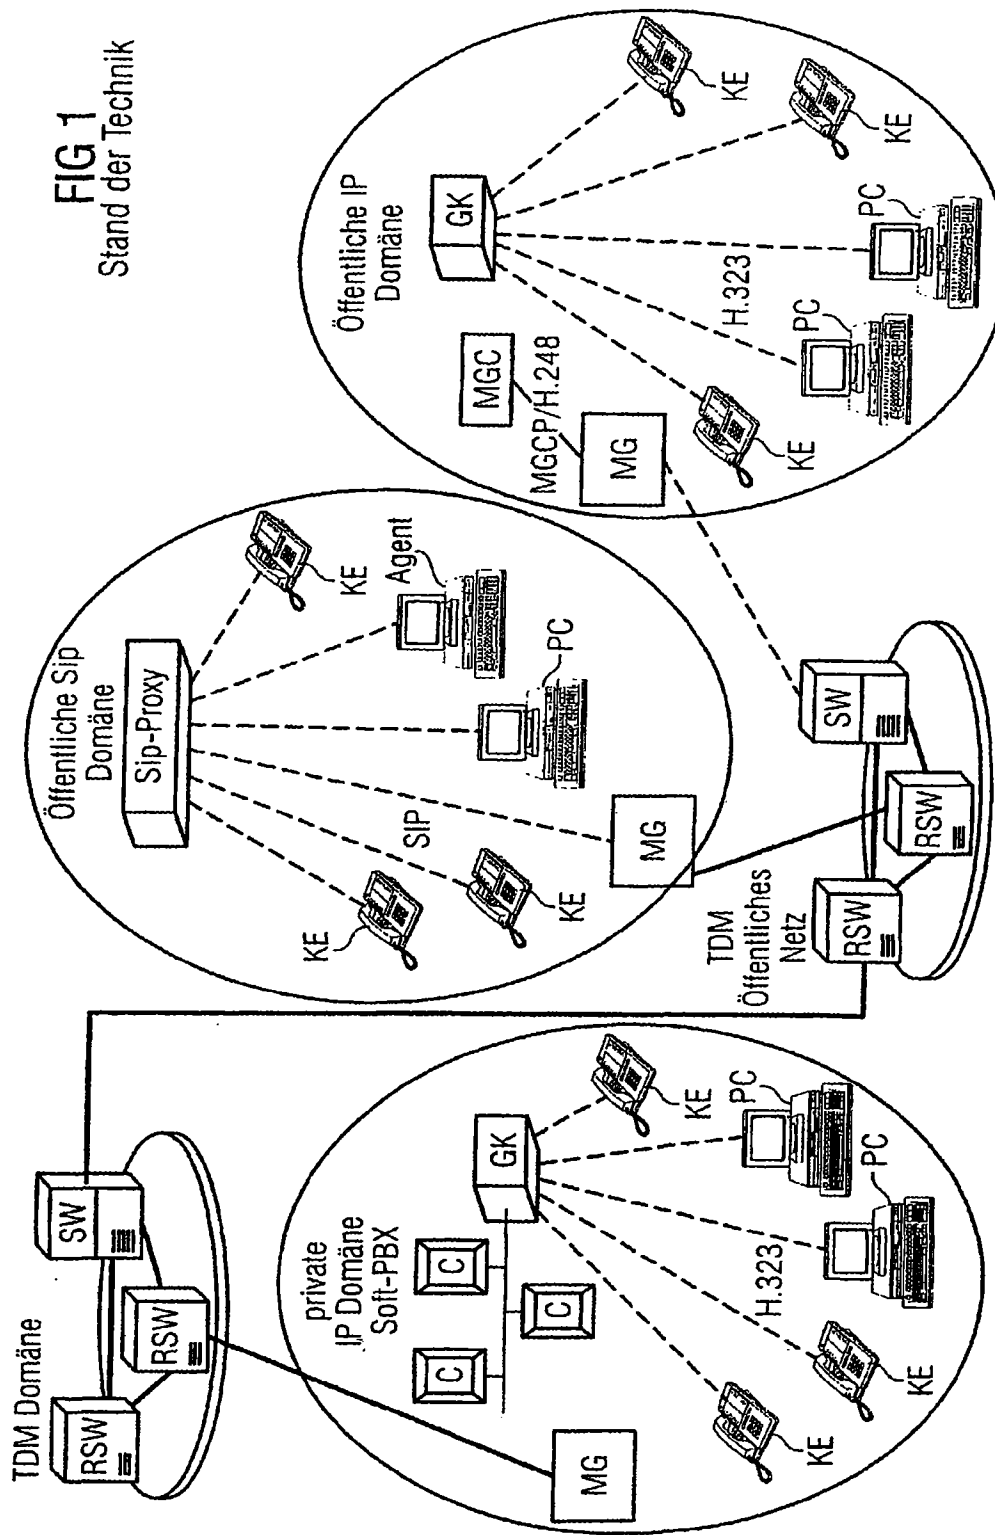 FIG 1
Stand der Technik
TDM Domäne
RSW
RSW
SW
private
IP Domäne
Soft-PBX
C
C
C
GK
MG
H.323
KE
KE
PC
PC
KE
Öffentliche Sip
Domäne
Sip-Proxy
SIP
KE
KE
MG
PC
Agent
KE
TDM
Öffentliches
Netz
RSW
RSW
SW
Öffentliche IP
Domäne
GK
MGC
MGCP/H.248
MG
H.323
KE
PC
PC
KE
KE